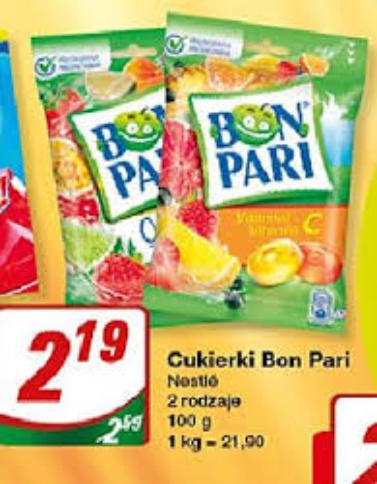 BON
PARI
BON
PARI
C
2.19
2.59
Cukierki Bon Pari
Nestlé
2 rodzaje
100 g
1 kg = 21,90